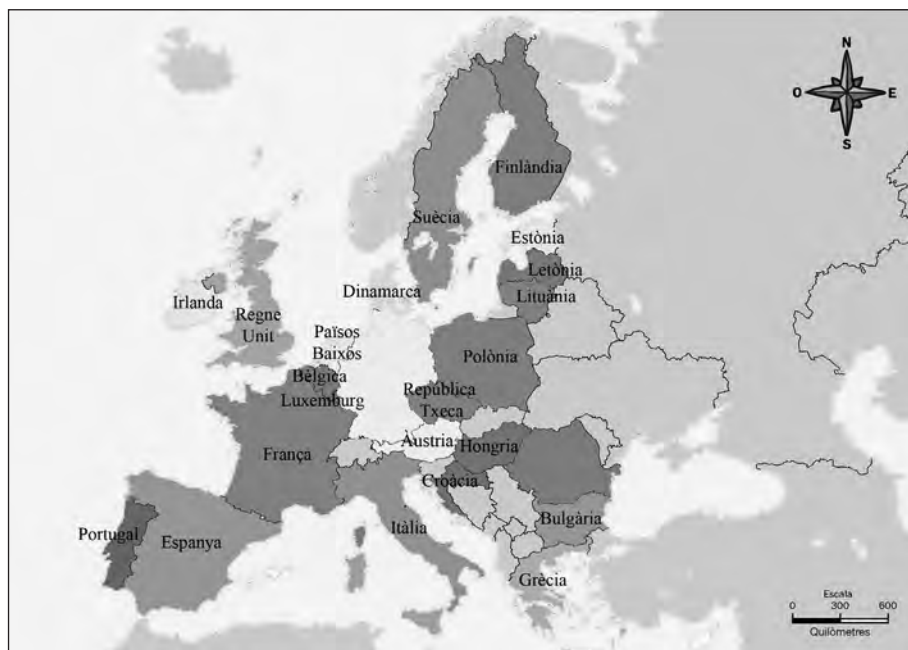 N
O
E
S
Finlàndia
Suècia
Estònia
Letònia
Lituània
Dinamarca
Irlanda
Regne
Unit
Països
Baixos
Bèlgica
Luxemburg
Polònia
República
Txeca
Àustria
Hongria
França
Croàcia
Itàlia
Bulgària
Portugal
Espanya
Grècia
Escala
0 300 600
Quilòmetres